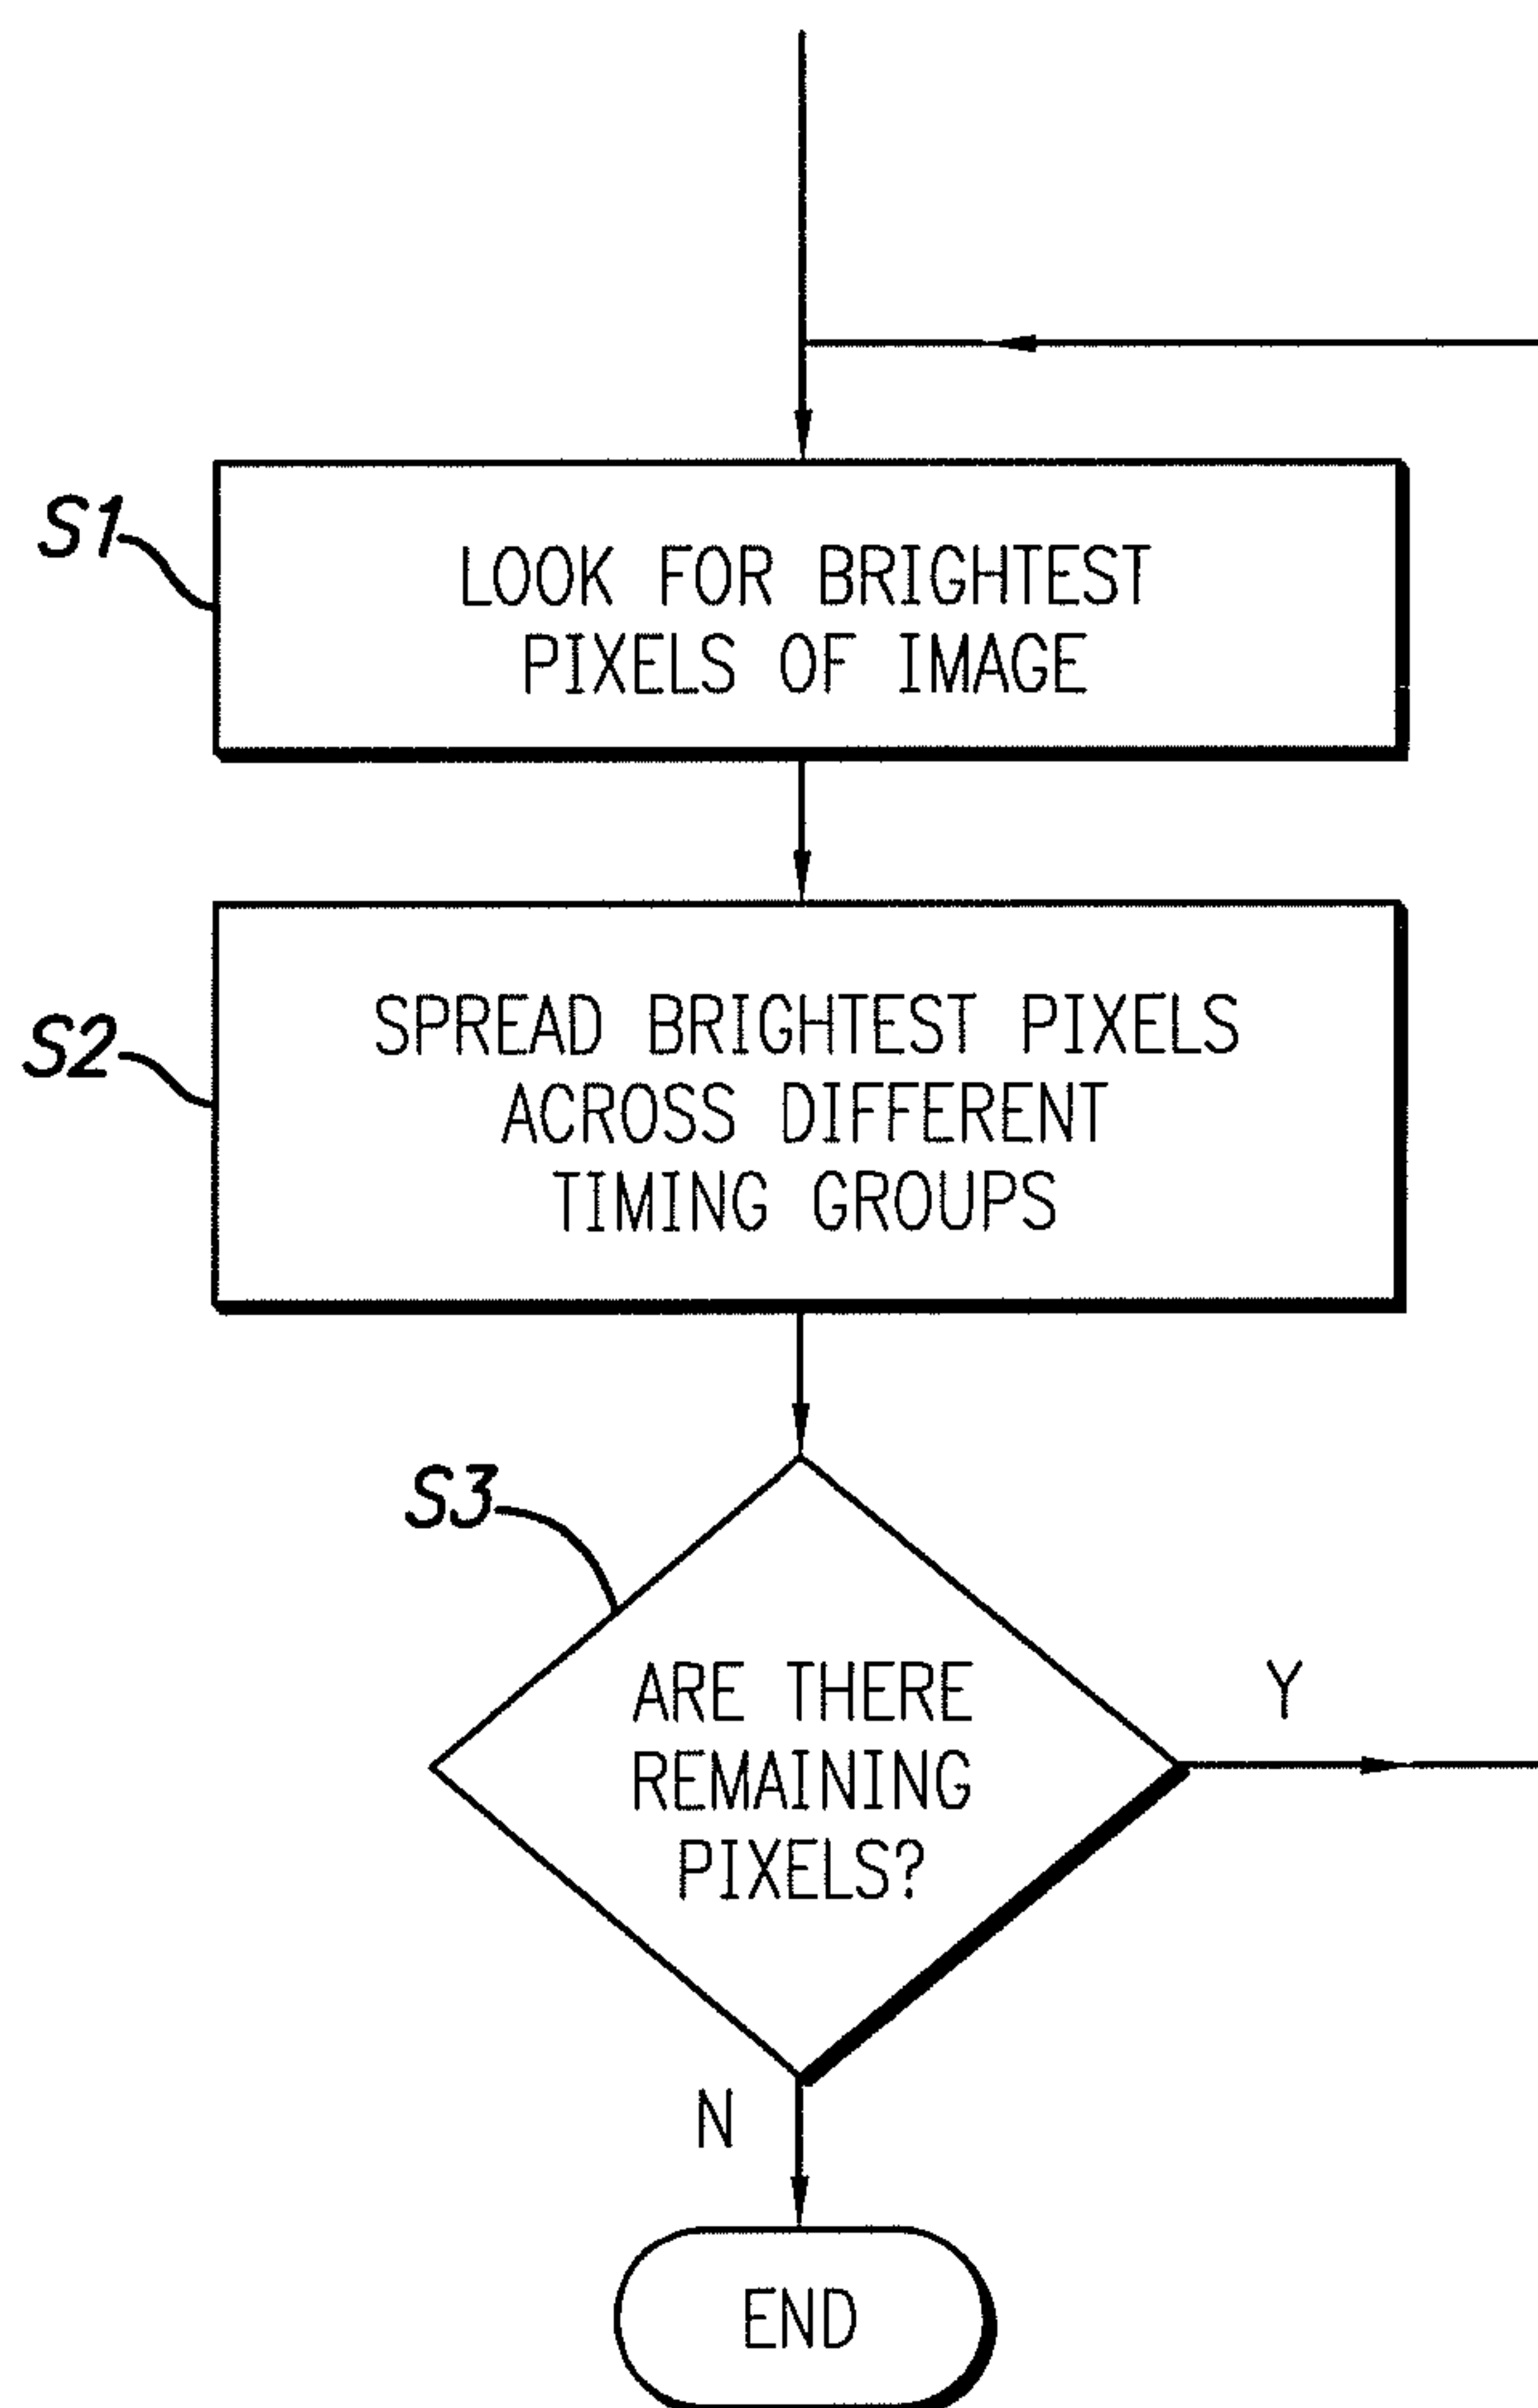 S1
LOOK FOR BRIGHTEST
PIXELS OF IMAGE
S2
SPREAD BRIGHTEST PIXELS
ACROSS DIFFERENT
TIMING GROUPS
S3
ARE THERE
REMAINING
PIXELS?
Y
N
END